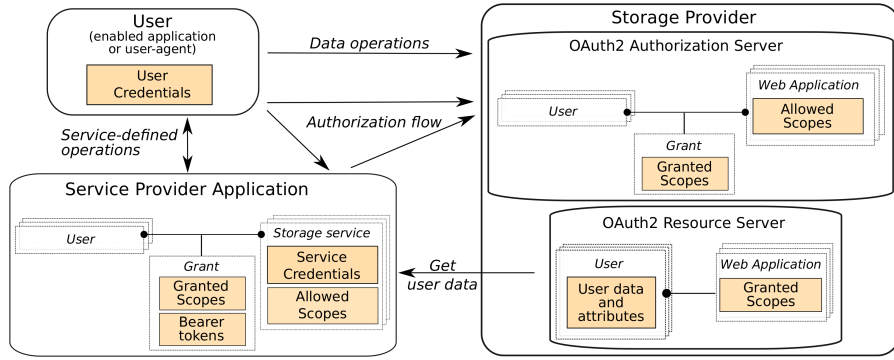 User
(enabled application
or user-agent)
User
Credentials
Data operations
Authorization flow
Service-defined
operations
Service Provider Application
User
Grant
Granted
Scopes
Bearer
tokens
Storage service
Service
Credentials
Allowed
Scopes
Get
user data
Storage Provider
OAuth2 Authorization Server
User
Grant
Granted
Scopes
Web Application
Allowed
Scopes
OAuth2 Resource Server
User
User data
and
attributes
Web Application
Granted
Scopes